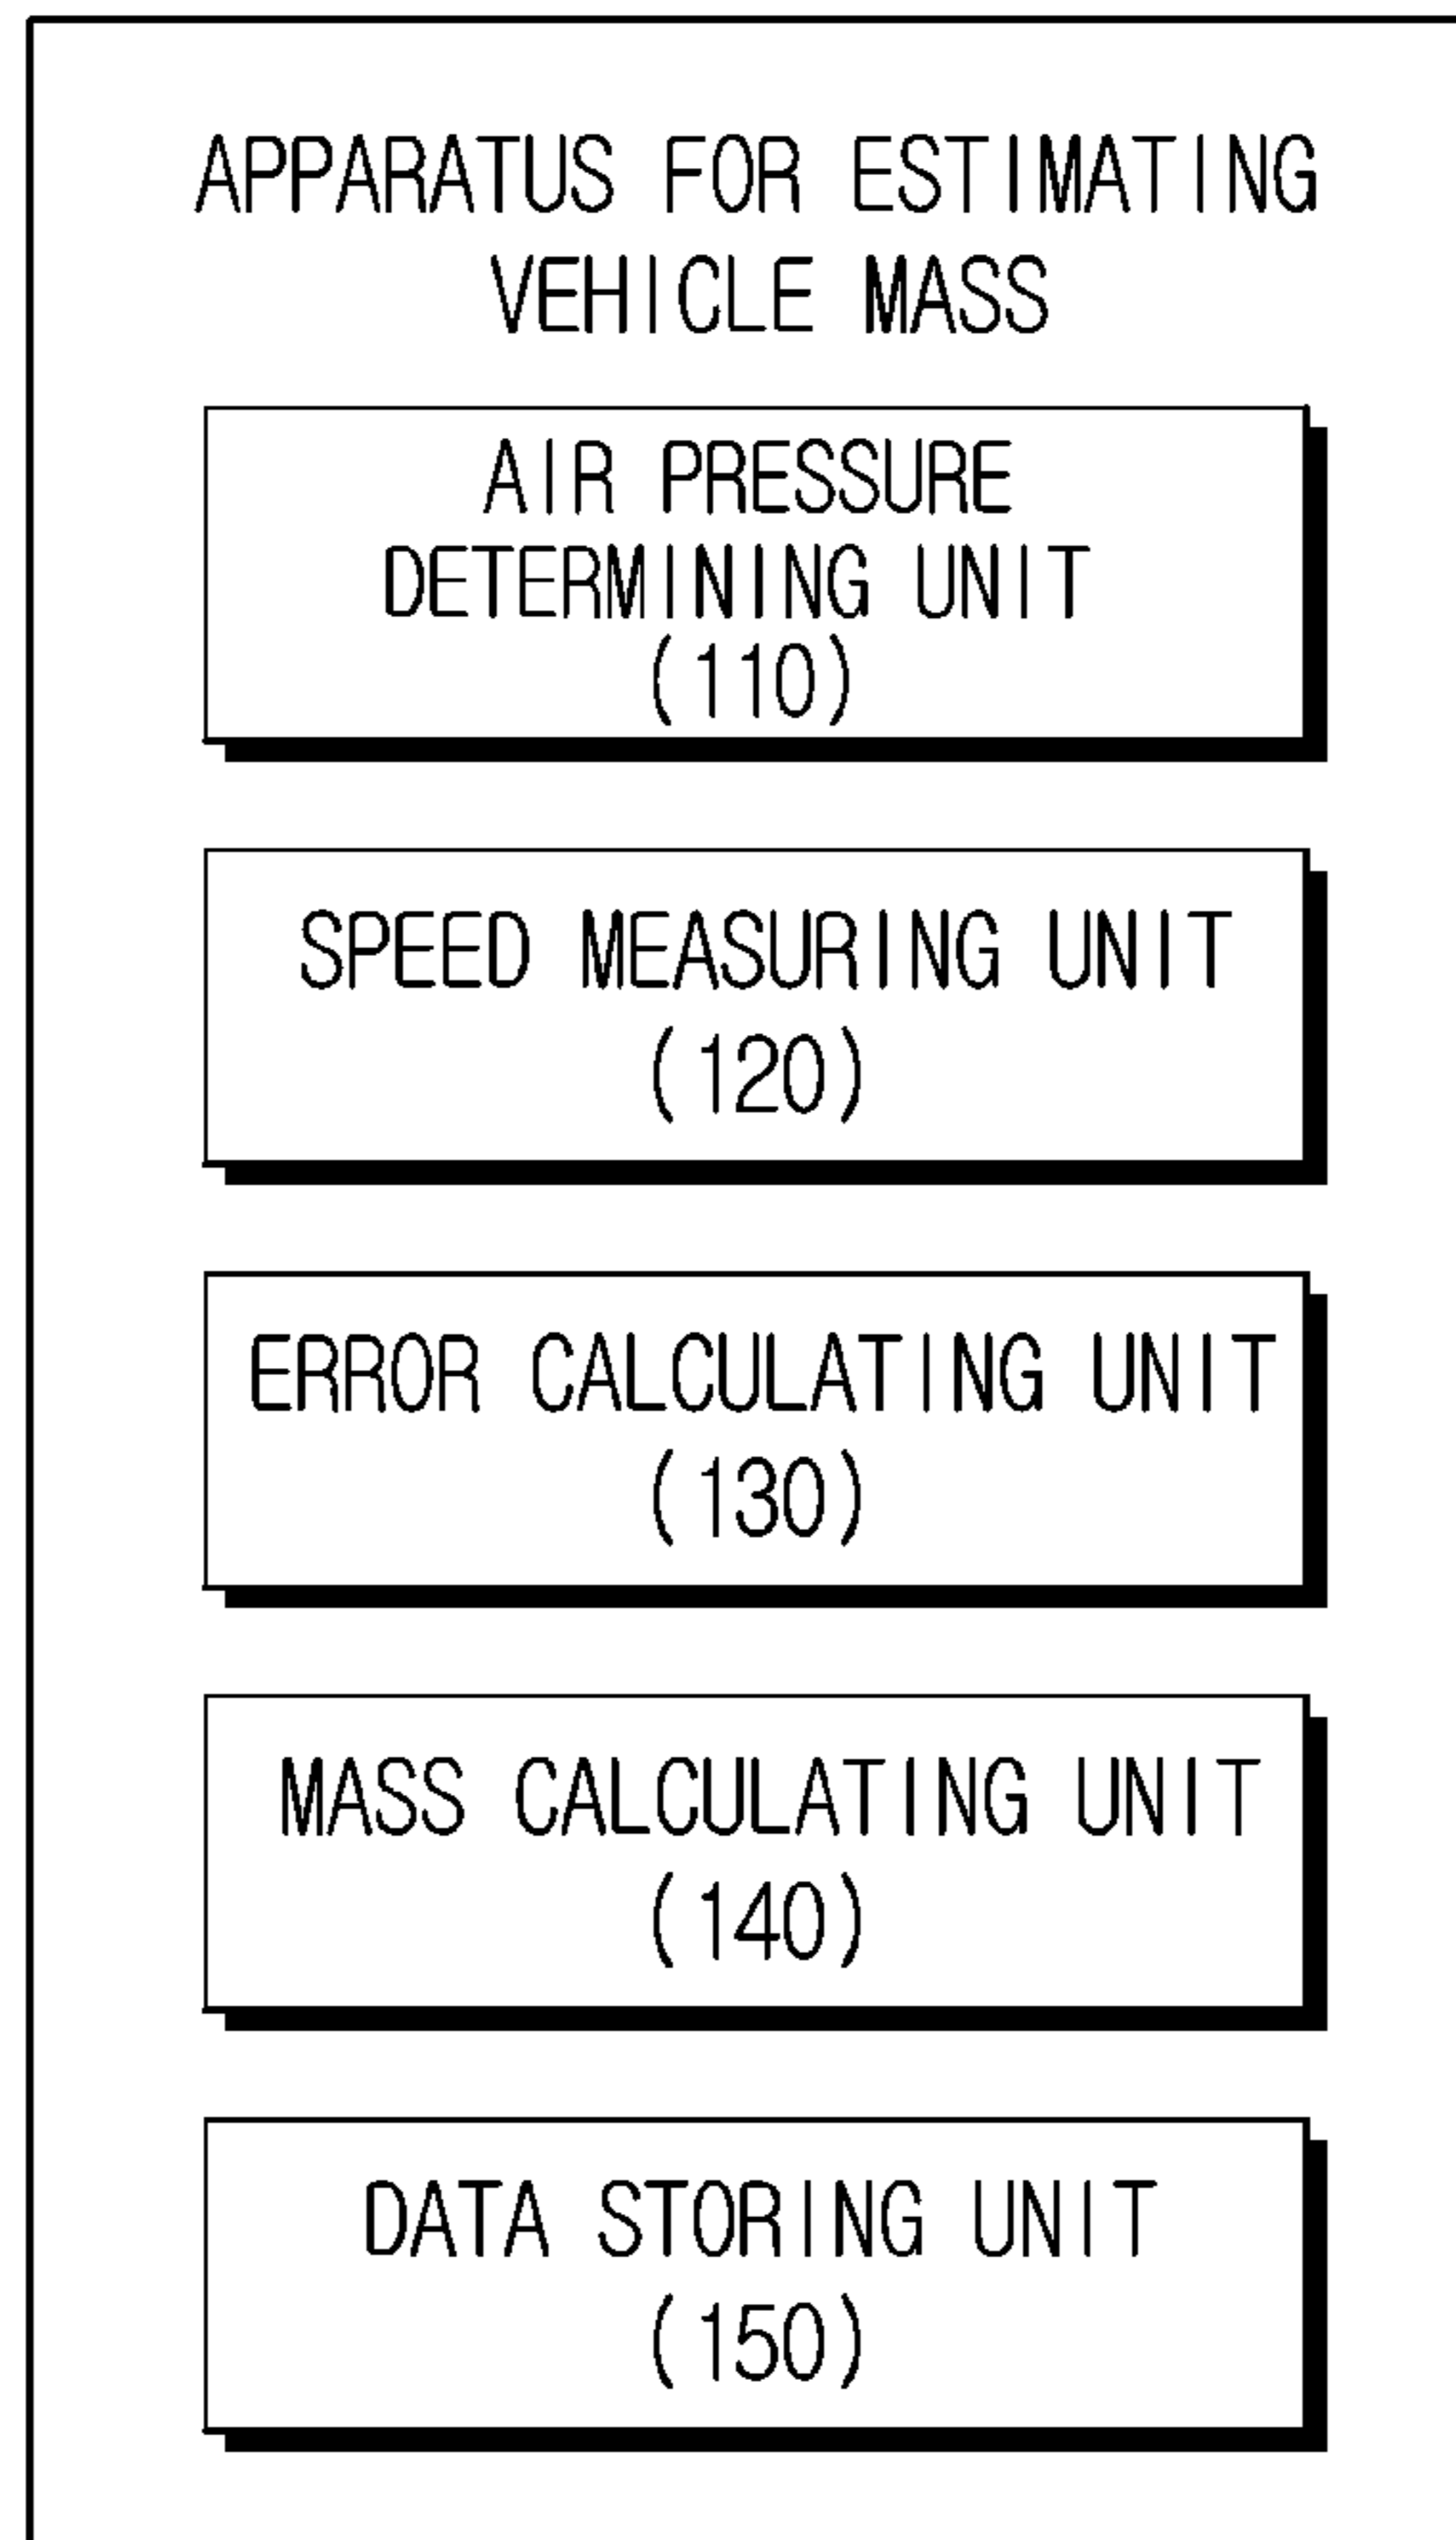 APPARATUS FOR ESTIMATING
VEHICLE MASS
AIR PRESSURE
DETERMINING UNIT
(110)
SPEED MEASURING UNIT
(120)
ERROR CALCULATING UNIT
(130)
MASS CALCULATING UNIT
(140)
DATA STORING UNIT
(150)